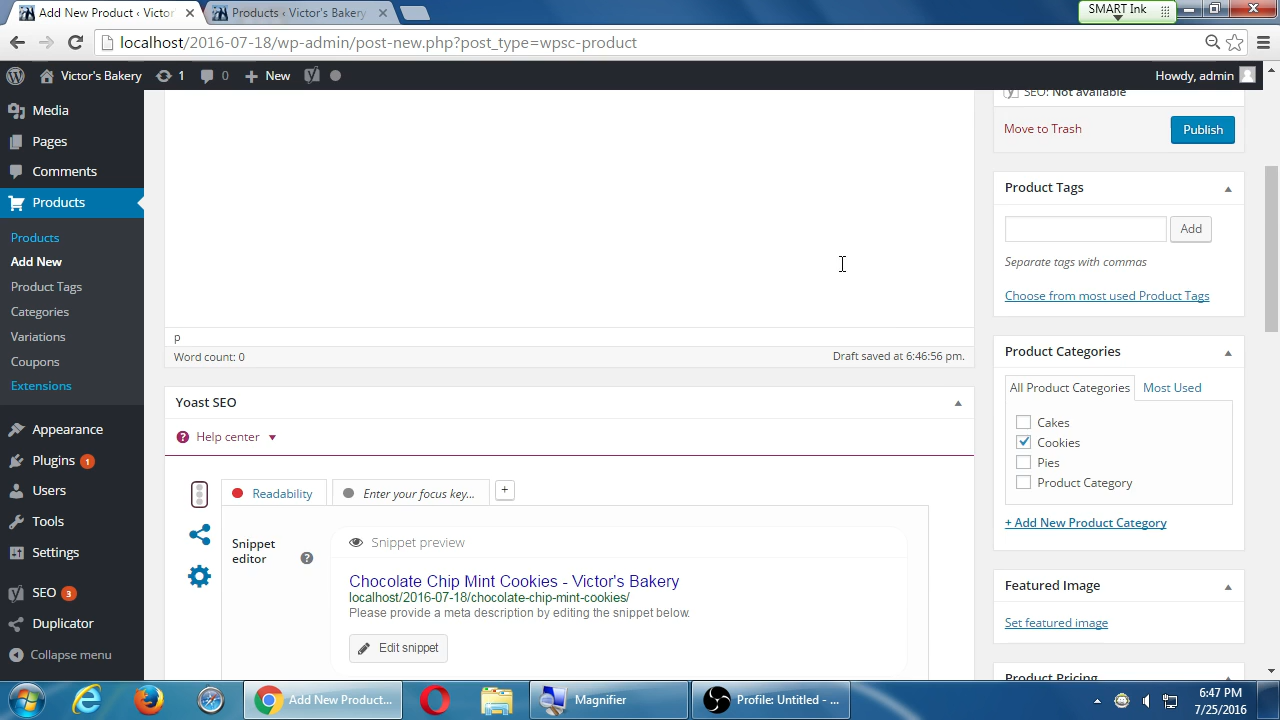 Add New Product ‹ Victor
Products ‹ Victor's Bakery
SMART Ink
localhost/2016-07-18/wp-admin/post-new.php?post_type=wpsc-product
Victor's Bakery
1
0
New
Howdy, admin
Media
Pages
Comments
Products
Products
Add New
Product Tags
Categories
Variations
Coupons
Extensions
Appearance
Plugins 1
Users
Tools
Settings
SEO 3
Duplicator
Collapse menu
p
Word count: 0
Draft saved at 6:46:56 pm.
Yoast SEO
Help center
Readability
Enter your focus key...
+
Snippet editor
Snippet preview
Chocolate Chip Mint Cookies - Victor's Bakery
localhost/2016-07-18/chocolate-chip-mint-cookies/
Please provide a meta description by editing the snippet below.
Edit snippet
SEO: Not available
Move to Trash
Publish
Product Tags
Add
Separate tags with commas
Choose from most used Product Tags
Product Categories
All Product Categories
Most Used
Cakes
Cookies
Pies
Product Category
+ Add New Product Category
Featured Image
Set featured image
Product Pricing
Add New Product...
Magnifier
Profile: Untitled - ...
6:47 PM
7/25/2016